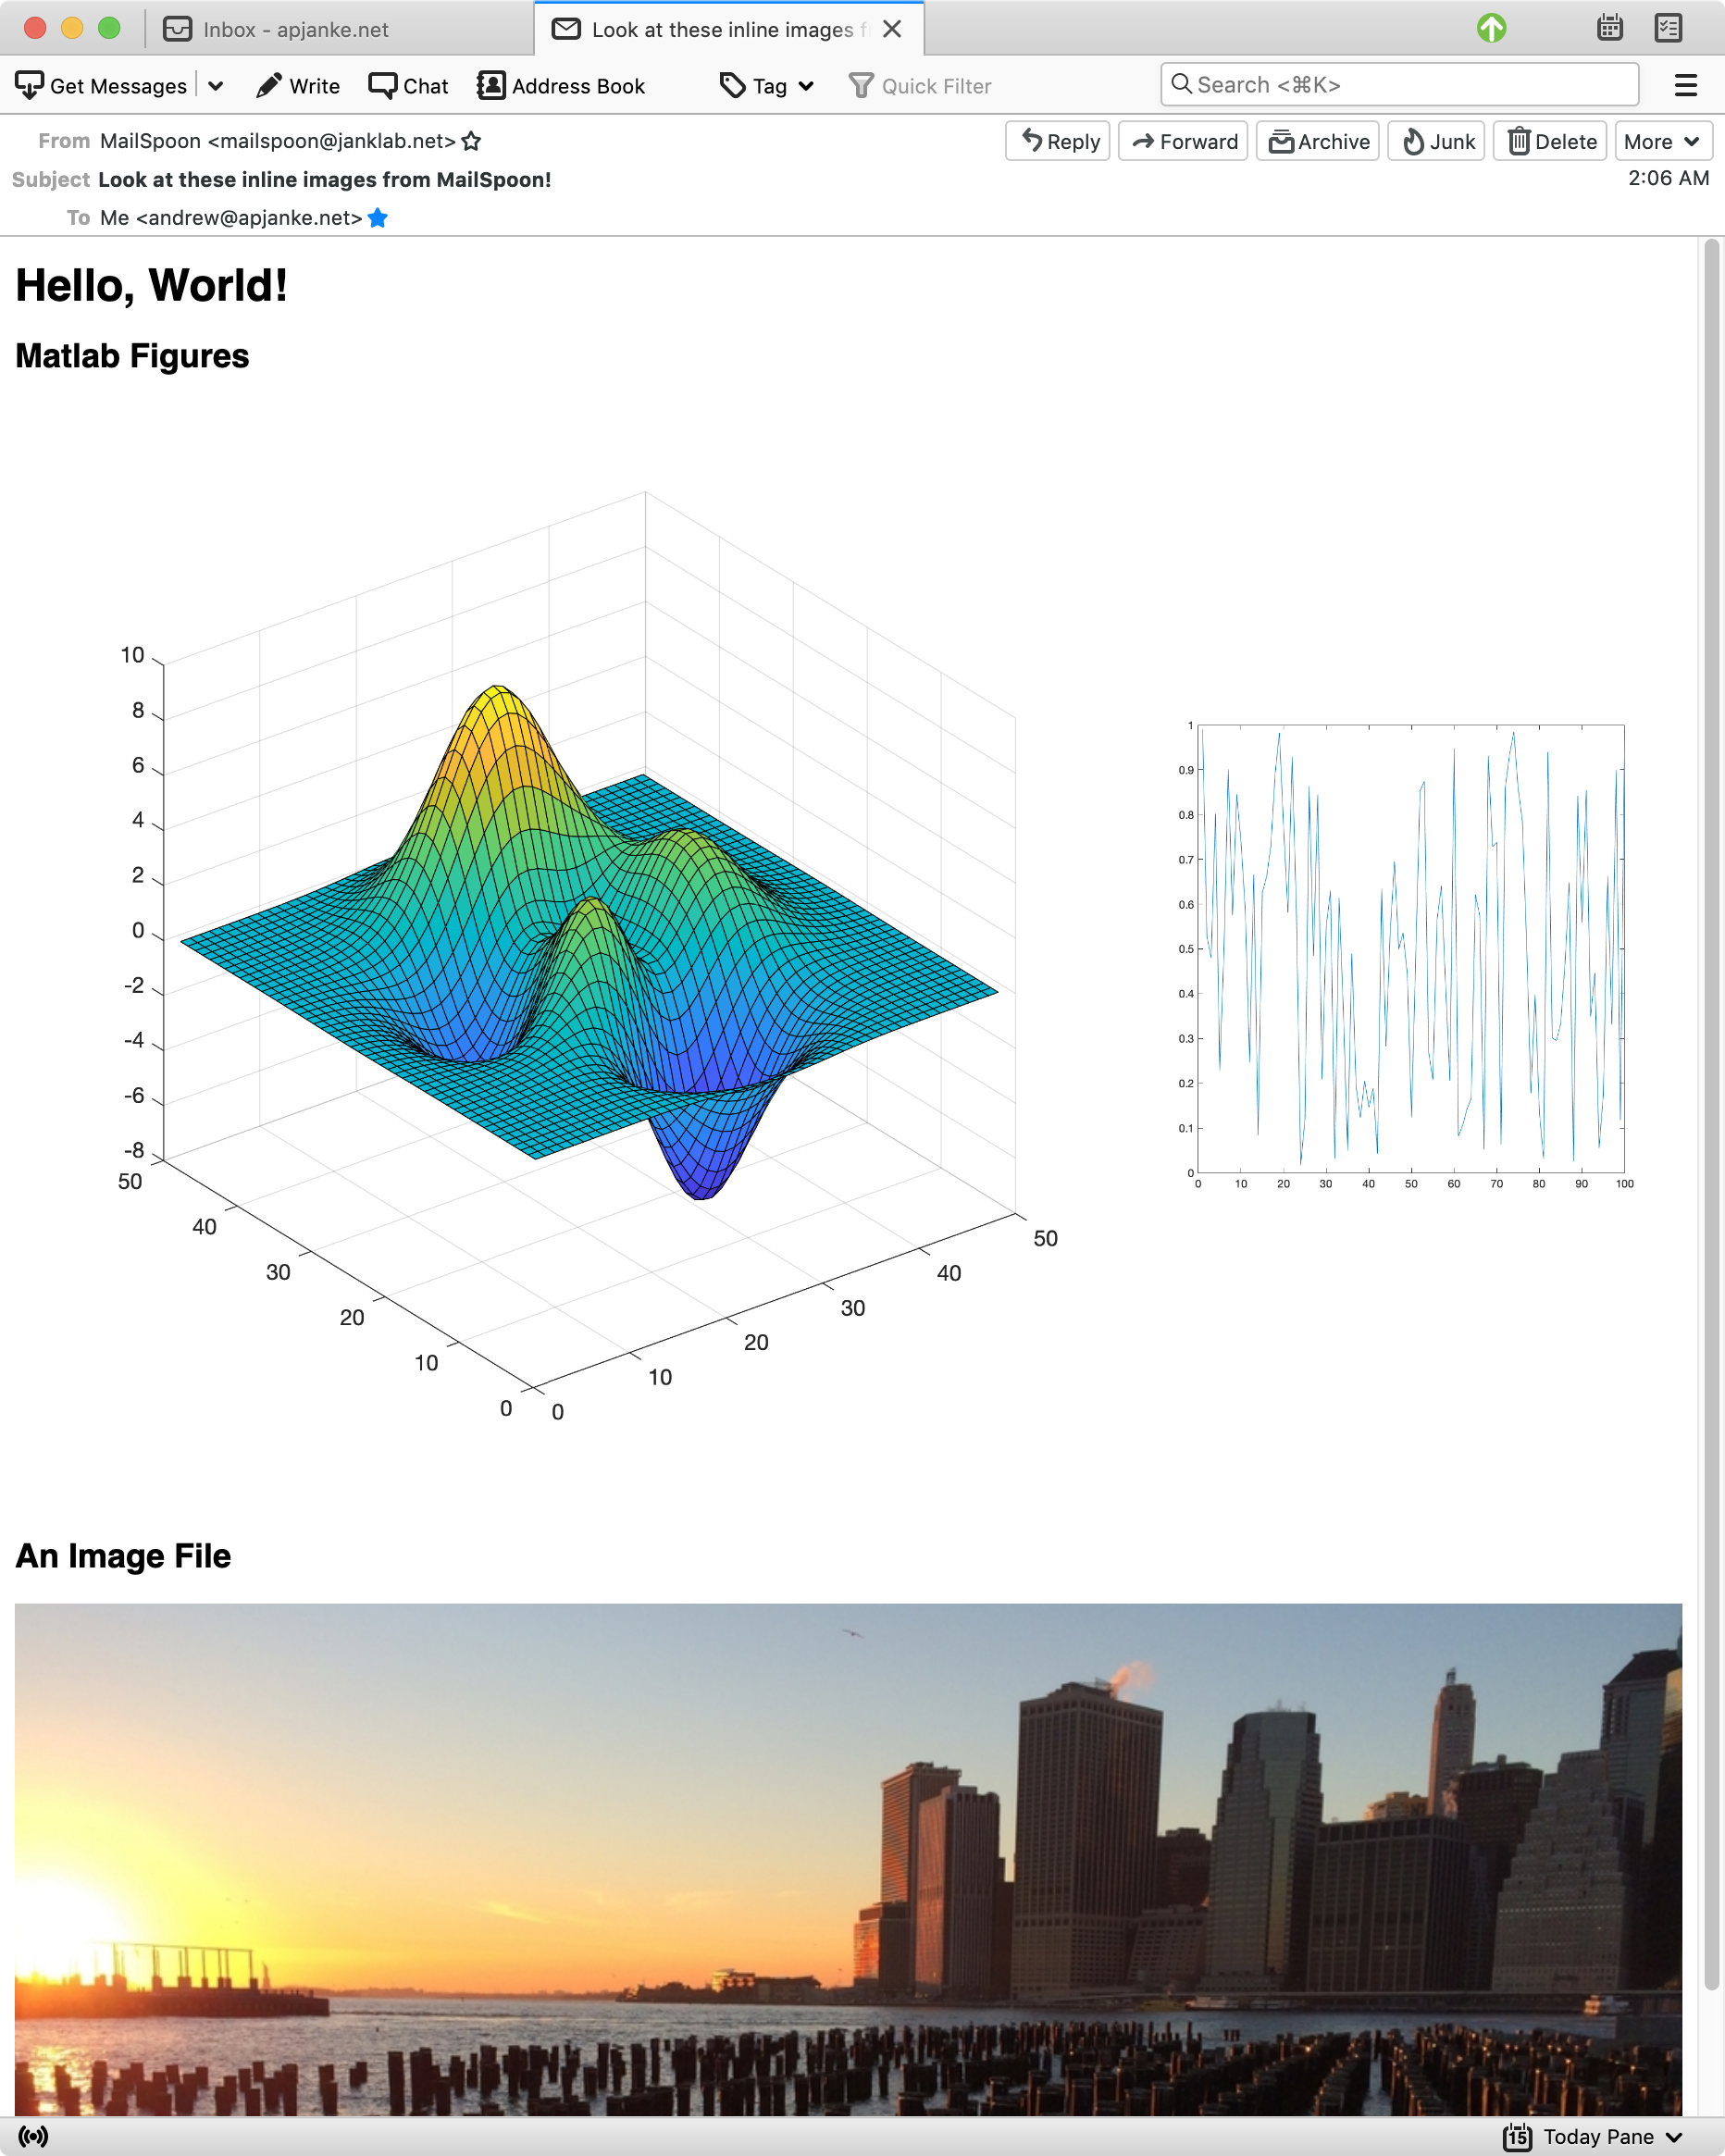 Inbox - apjanke.net
Look at these inline images f
Get Messages
Write
Chat
Address Book
Tag
Quick Filter
Search <⌘K>
From MailSpoon <mailspoon@janklab.net>
Reply
Forward
Archive
Junk
Delete
More
Subject Look at these inline images from MailSpoon!
2:06 AM
To Me <andrew@apjanke.net>
Hello, World!
Matlab Figures
10
8
6
4
2
0
-2
-4
-6
-8
50
40
30
20
10
0
0
10
20
30
40
50
1
0.9
0.8
0.7
0.6
0.5
0.4
0.3
0.2
0.1
0
0 10 20 30 40 50 60 70 80 90 100
An Image File
15 Today Pane